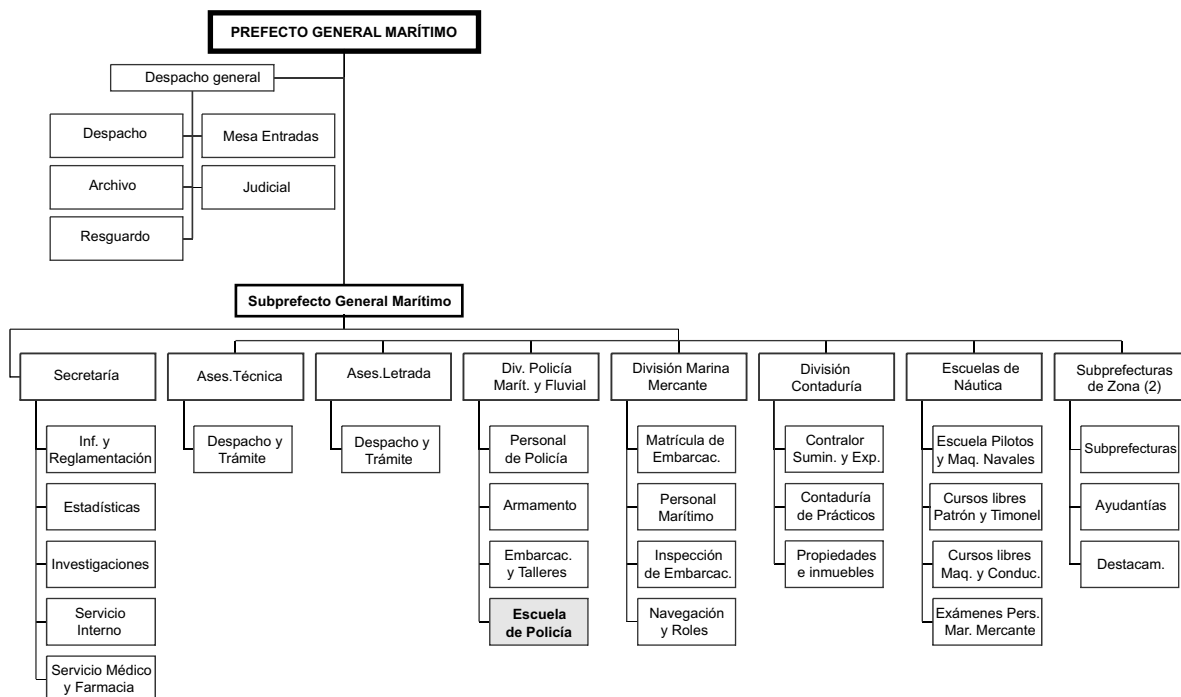 PREFECTO GENERAL MARÍTIMO
Despacho general
Despacho
Mesa Entradas
Archivo
Judicial
Resguardo
Subprefecto General Marítimo
Secretaría
Ases.Técnica
Ases.Letrada
Div. Policía
Marít. y Fluvial
División Marina
Mercante
División
Contaduría
Escuelas de
Náutica
Subprefecturas
de Zona (2)
Inf. y
Reglamentación
Estadísticas
Investigaciones
Servicio
Interno
Servicio Médico
y Farmacia
Despacho y
Trámite
Despacho y
Trámite
Personal
de Policía
Armamento
Embarcac.
y Talleres
Escuela
de Policía
Matrícula de
Embarcac.
Personal
Marítimo
Inspección
de Embarcac.
Navegación
y Roles
Contralor
Sumin. y Exp.
Contaduría
de Prácticos
Propiedades
e inmuebles
Escuela Pilotos
y Maq. Navales
Cursos libres
Patrón y Timonel
Cursos libres
Maq. y Conduc.
Exámenes Pers.
Mar. Mercante
Subprefecturas
Ayudantías
Destacam.